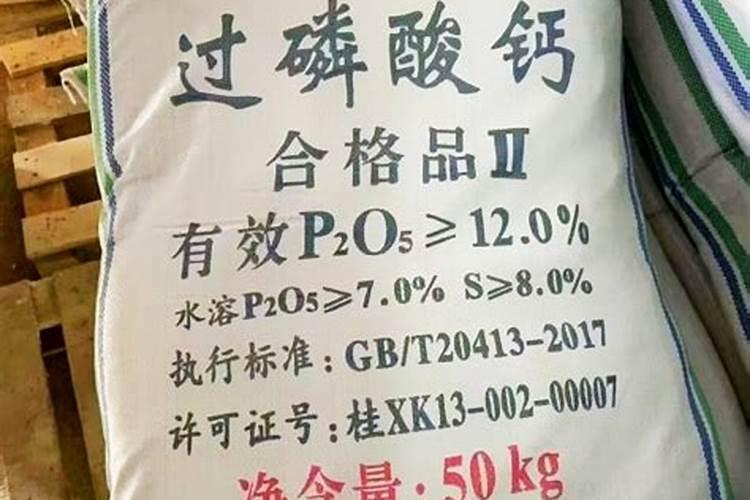 过磷酸钙
合格品Ⅱ
有效P₂O₅≥12.0%
水溶P₂O₅≥7.0% S≥8.0%
执行标准:GB/T20413-2017
许可证号:桂XK13-002-00007
净含量:50kg